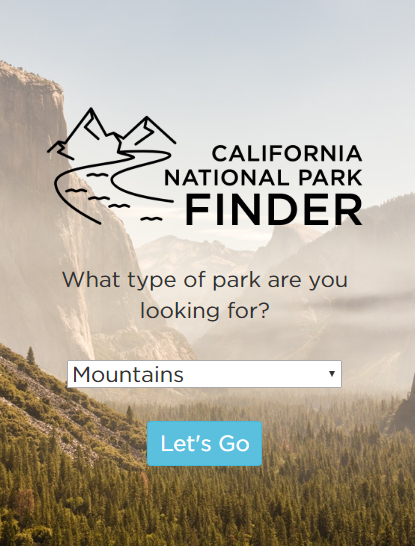 CALIFORNIA
NATIONAL PARK
FINDER
What type of park are you
looking for?
Mountains
Let's Go